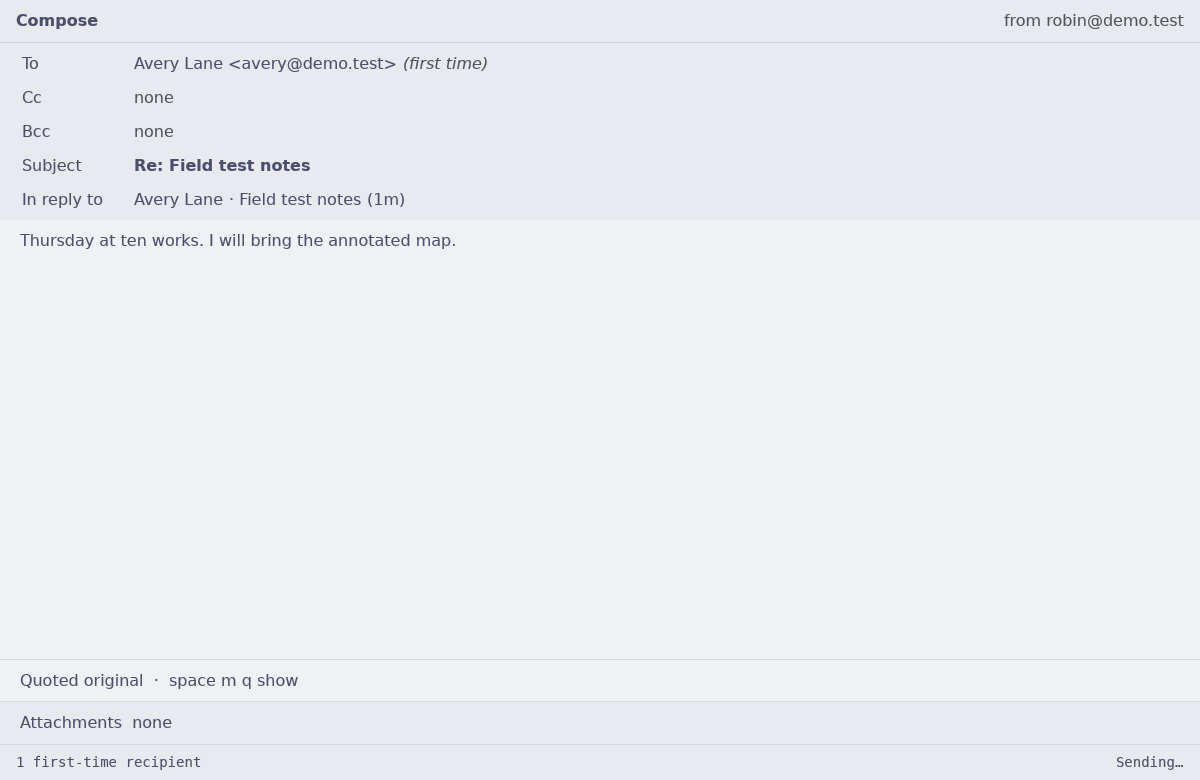 Compose from robin@demo.test
To Avery Lane <avery@demo.test> (first time)
Cc none
Bcc none
Subject Re: Field test notes
In reply to Avery Lane · Field test notes (1m)
Thursday at ten works. I will bring the annotated map.
Quoted original · space m q show
Attachments none
1 first-time recipient Sending…